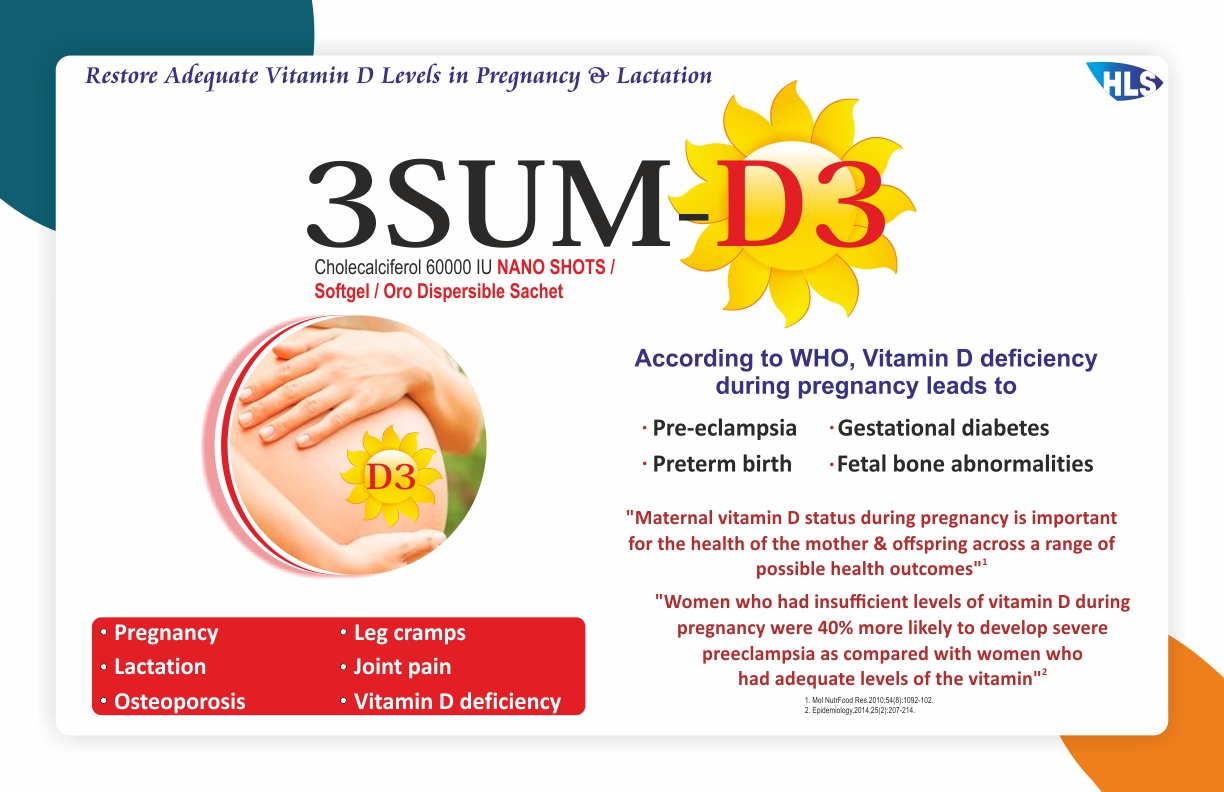 Restore Adequate Vitamin D Levels in Pregnancy & Lactation
HLS
3SUM-D3
Cholecalciferol 60000 IU NANO SHOTS /
Softgel / Oro Dispersible Sachet
D3
According to WHO, Vitamin D deficiency
during pregnancy leads to
· Pre-eclampsia · Gestational diabetes
· Preterm birth · Fetal bone abnormalities
"Maternal vitamin D status during pregnancy is important
for the health of the mother & offspring across a range of
possible health outcomes"1
"Women who had insufficient levels of vitamin D during
pregnancy were 40% more likely to develop severe
preeclampsia as compared with women who
had adequate levels of the vitamin"2
1. Mol NutrFood Res.2010;54(8):1092-102.
2. Epidemiology,2014;25(2):207-214.
• Pregnancy • Leg cramps
• Lactation • Joint pain
• Osteoporosis • Vitamin D deficiency